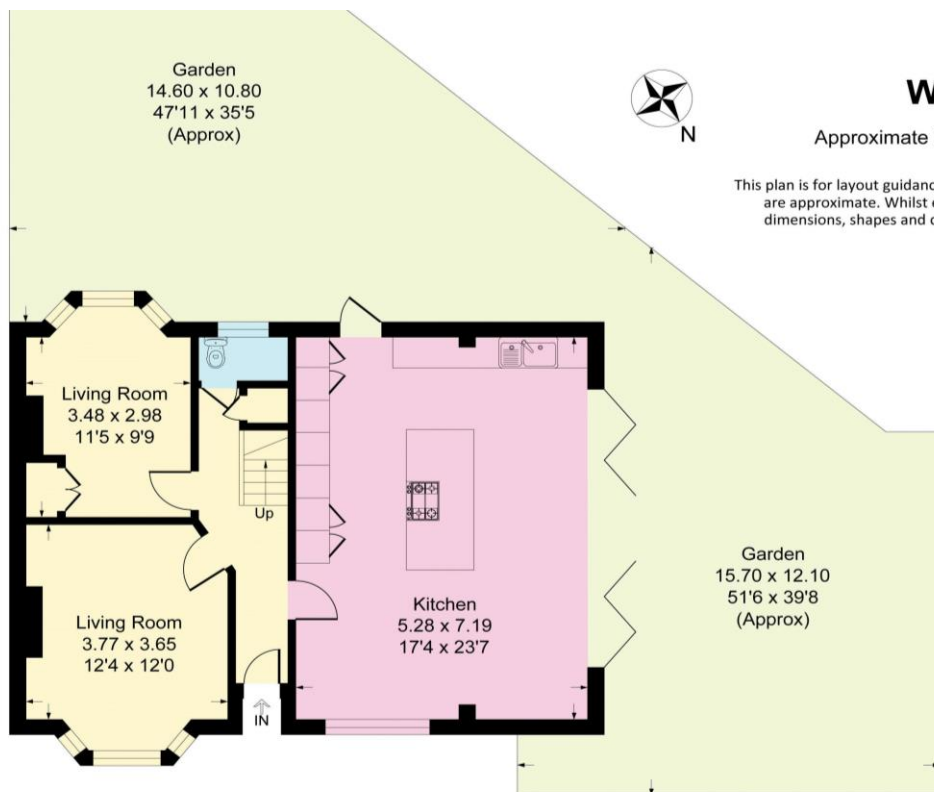 Garden
14.60 x 10.80
47'11 x 35'5
(Approx)
N
W
Approximate
This plan is for layout guidanc
are approximate. Whilst
dimensions, shapes and
Living Room
3.48 x 2.98
11'5 x 9'9
Up
Living Room
3.77 x 3.65
12'4 x 12'0
IN
Kitchen
5.28 x 7.19
17'4 x 23'7
Garden
15.70 x 12.10
51'6 x 39'8
(Approx)